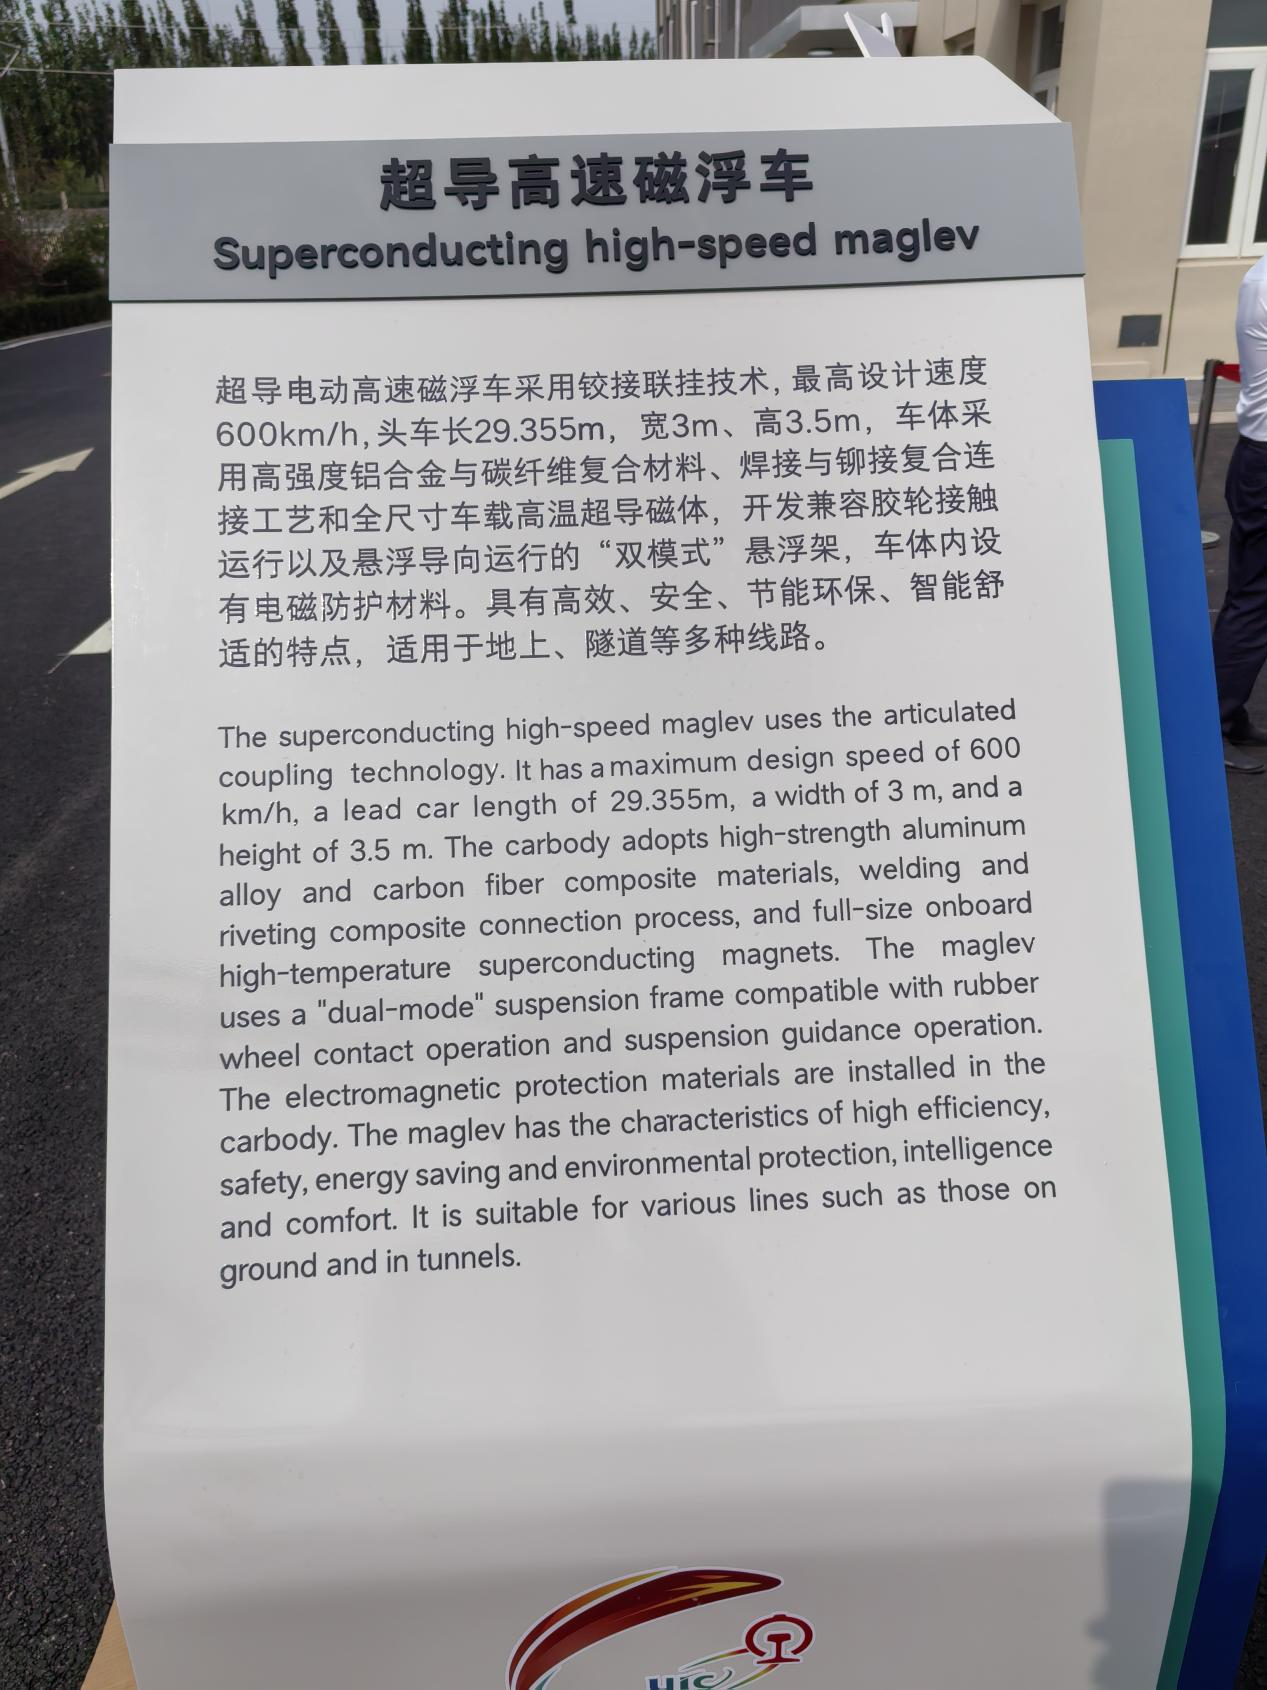 超导高速磁浮车
Superconducting high-speed maglev
超导电动高速磁浮车采用铰接联挂技术，最高设计速度
600km/h，头车长29.355m，宽3m、高3.5m，车体采
用高强度铝合金与碳纤维复合材料、焊接与铆接复合连
接工艺和全尺寸车载高温超导磁体，开发兼容胶轮接触
运行以及悬浮导向运行的“双模式”悬浮架，车体内设
有电磁防护材料。具有高效、安全、节能环保、智能舒
适的特点，适用于地上、隧道等多种线路。
The superconducting high-speed maglev uses the articulated
coupling technology. It has a maximum design speed of 600
km/h, a lead car length of 29.355m, a width of 3 m, and a
height of 3.5 m. The carbody adopts high-strength aluminum
alloy and carbon fiber composite materials, welding and
riveting composite connection process, and full-size onboard
high-temperature superconducting magnets. The maglev
uses a "dual-mode" suspension frame compatible with rubber
wheel contact operation and suspension guidance operation.
The electromagnetic protection materials are installed in the
carbody. The maglev has the characteristics of high efficiency,
safety, energy saving and environmental protection, intelligence
and comfort. It is suitable for various lines such as those on
ground and in tunnels.